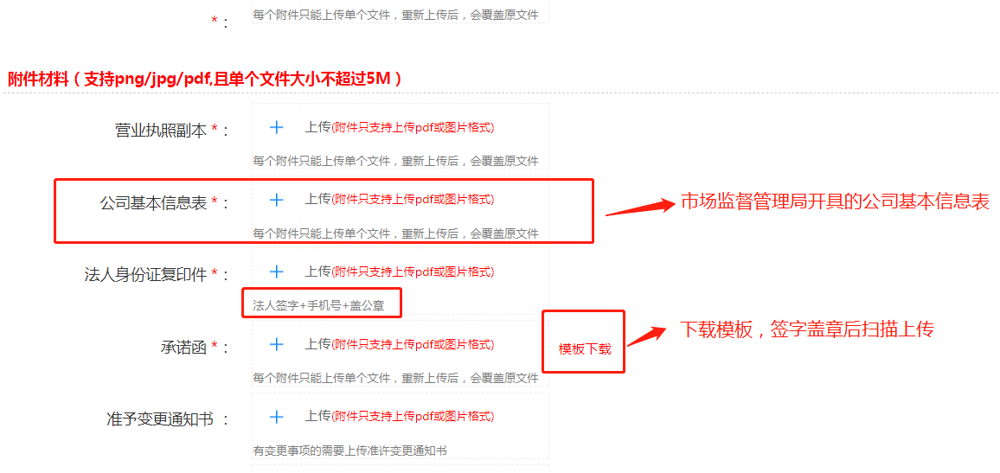 每个附件只能上传单个文件，重新上传后，会覆盖原文件
* ：
附件材料（支持png/jpg/pdf,且单个文件大小不超过5M）
营业执照副本 * ： + 上传(附件只支持上传pdf或图片格式)
每个附件只能上传单个文件，重新上传后，会覆盖原文件
公司基本信息表 * ： + 上传(附件只支持上传pdf或图片格式) 市场监督管理局开具的公司基本信息表
每个附件只能上传单个文件，重新上传后，会覆盖原文件
法人身份证复印件 * ： + 上传(附件只支持上传pdf或图片格式)
法人签字+手机号+盖公章
承诺函 * ： + 上传(附件只支持上传pdf或图片格式) 模板下载 下载模板，签字盖章后扫描上传
每个附件只能上传单个文件，重新上传后，会覆盖原文件
准予变更通知书 ： + 上传(附件只支持上传pdf或图片格式)
有变更事项的需要上传准许变更通知书